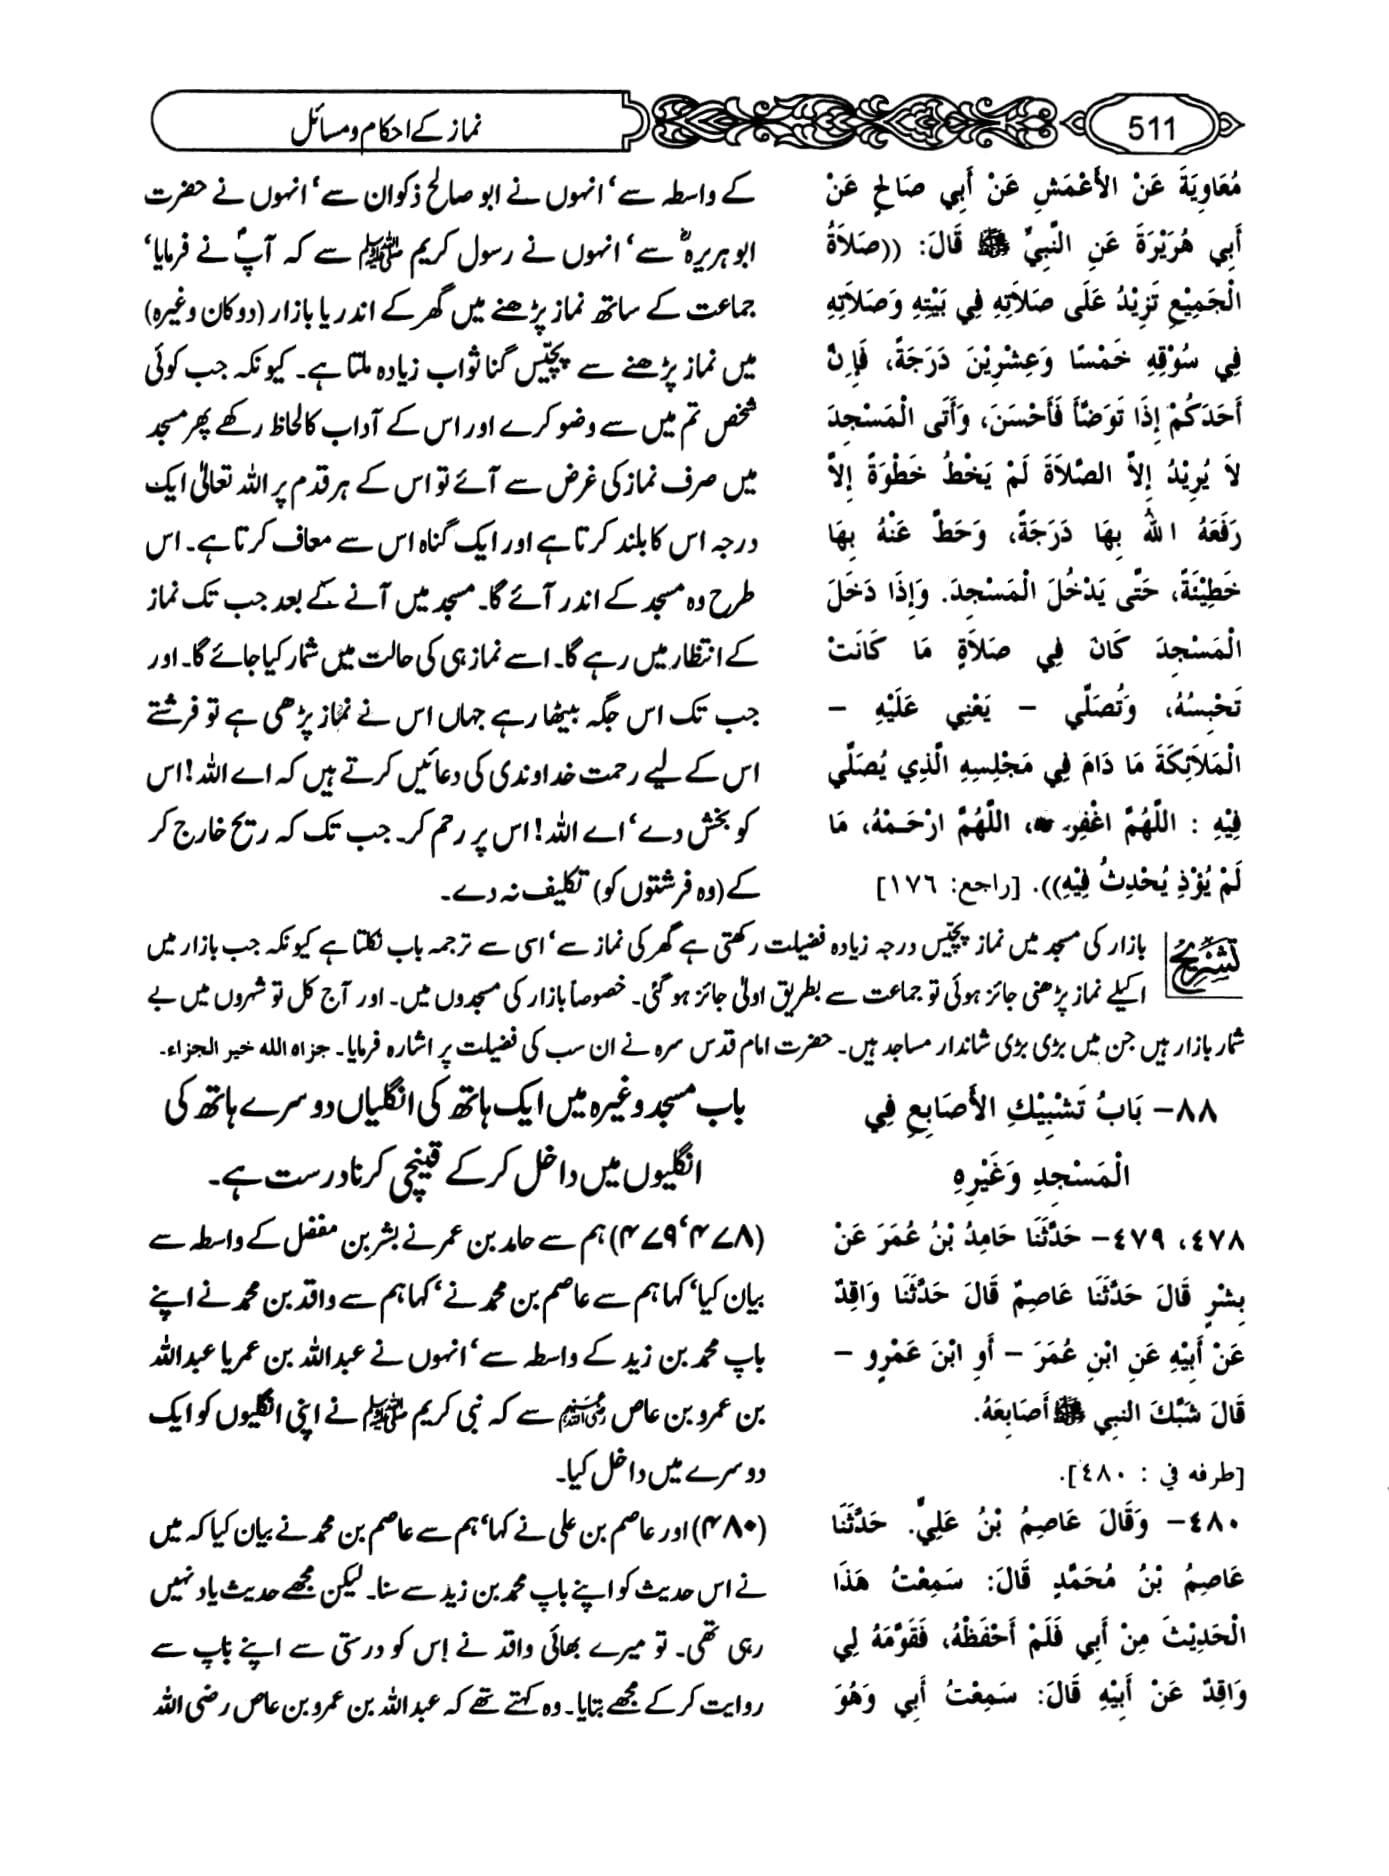 511
نماز کے احکام و مسائل
مُعَاوِيَةَ عَنْ الأَعْمَشِ عَنْ أَبِي صَالِحٍ عَنْ
أَبِي هُرَيْرَةَ عَنِ النَّبِيِّ ﷺ قَالَ: ((صَلاَةُ
الْجَمِيْعِ تَزِيْدُ عَلَى صَلاَتِهِ فِي بَيْتِهِ وَصَلاَتِهِ
فِي سُوْقِهِ خَمْسًا وَعِشْرِيْنَ دَرَجَةً، فَإِنَّ
أَحَدَكُمْ إِذَا تَوَضَّأَ فَأَحْسَنَ، وَأَتَى الْمَسْجِدَ
لاَ يُرِيْدُ إِلاَّ الصَّلاَةَ لَمْ يَخْطُ خَطْوَةً إِلاَّ
رَفَعَهُ اللهُ بِهَا دَرَجَةً، وَحَطَّ عَنْهُ بِهَا
خَطِيْئَةً، حَتَّى يَدْخُلَ الْمَسْجِدَ. وَإِذَا دَخَلَ
الْمَسْجِدَ كَانَ فِي صَلاَةٍ مَا كَانَتْ
تَحْبِسُهُ، وَتُصَلِّي – يَعْنِي عَلَيْهِ –
الْمَلاَئِكَةَ مَا دَامَ فِي مَجْلِسِهِ الَّذِي يُصَلِّي
فِيْهِ : اللَّهُمَّ اغْفِرْ ، اللَّهُمَّ ارْحَمْهُ، مَا
لَمْ يُؤْذِ يُحْدِثُ فِيْهِ)). [راجع: ١٧٦]
کے واسطہ سے‘ انہوں نے ابو صالح ذکوان سے‘ انہوں نے حضرت
ابو ہریرہؓ سے‘ انہوں نے رسول کریم ﷺ سے کہ آپؐ نے فرمایا‘
جماعت کے ساتھ نماز پڑھنے میں گھر کے اندر یا بازار (دوکان وغیرہ)
میں نماز پڑھنے سے پچیّس گنا ثواب زیادہ ملتا ہے۔ کیونکہ جب کوئی
شخص تم میں سے وضو کرے اور اس کے آداب کا لحاظ رکھے پھر مسجد
میں صرف نماز کی غرض سے آئے تو اس کے ہر قدم پر اللہ تعالیٰ ایک
درجہ اس کا بلند کرتا ہے اور ایک گناہ اس سے معاف کرتا ہے۔ اس
طرح وہ مسجد کے اندر آئے گا۔ مسجد میں آنے کے بعد جب تک نماز
کے انتظار میں رہے گا۔ اسے نماز ہی کی حالت میں شمار کیا جائے گا۔ اور
جب تک اس جگہ بیٹھا رہے جہاں اس نے نماز پڑھی ہے تو فرشتے
اس کے لیے رحمت خداوندی کی دعائیں کرتے ہیں کہ اے اللہ! اس
کو بخش دے‘ اے اللہ! اس پر رحم کر۔ جب تک کہ ریح خارج کر
کے (وہ فرشتوں کو) تکلیف نہ دے۔
تشریح بازار کی مسجد میں نماز پچیّس درجہ زیادہ فضیلت رکھتی ہے گھر کی نماز سے‘ اسی سے ترجمہ باب نکلتا ہے کیونکہ جب بازار میں
اکیلے نماز پڑھنی جائز ہوئی تو جماعت سے بطریق اولیٰ جائز ہو گئی۔ خصوصاً بازار کی مسجدوں میں۔ اور آج کل تو شہروں میں بے
شمار بازار ہیں جن میں بڑی بڑی شاندار مساجد ہیں۔ حضرت امام قدس سرہ نے ان سب کی فضیلت پر اشارہ فرمایا۔ جزاه الله خير الجزاء۔
٨٨- بَابُ تَشْبِيْكِ الأَصَابِعِ فِي
الْمَسْجِدِ وَغَيْرِهِ
باب مسجد وغیرہ میں ایک ہاتھ کی انگلیاں دوسرے ہاتھ کی
انگلیوں میں داخل کرکے قینچی کرنا درست ہے۔
٤٧٨، ٤٧٩- حَدَّثَنَا حَامِدُ بْنُ عُمَرَ عَنْ
بِشْرٍ قَالَ حَدَّثَنَا عَاصِمٌ قَالَ حَدَّثَنَا وَاقِدٌ
عَنْ أَبِيْهِ عَنِ ابْنِ عُمَرَ – أَوِ ابْنَ عَمْرٍو –
قَالَ شَبَّكَ النبي ﷺ أَصَابِعَهُ.
[طرفه في : ٤٨٠].
(۴۷۸‘۴۷۹) ہم سے حامد بن عمر نے بشر بن مفضل کے واسطہ سے
بیان کیا‘ کہا ہم سے عاصم بن محمد نے‘ کہا ہم سے واقد بن محمد نے اپنے
باپ محمد بن زید کے واسطہ سے‘ انہوں نے عبداللہ بن عمر یا عبداللہ
بن عمرو بن عاص رضی اللہ عنہم سے کہ نبی کریم ﷺ نے اپنی انگلیوں کو ایک
دوسرے میں داخل کیا۔
٤٨٠- وَقَالَ عَاصِمُ بْنُ عَلِيٍّ. حَدَّثَنَا
عَاصِمُ بْنُ مُحَمَّدٍ قَالَ: سَمِعْتُ هَذَا
الْحَدِيْثَ مِنْ أَبِي فَلَمْ أَحْفَظْهُ، فَقَوَّمَهُ لِي
وَاقِدٌ عَنْ أَبِيْهِ قَالَ: سَمِعْتُ أَبِي وَهُوَ
(۴۸۰) اور عاصم بن علی نے کہا‘ ہم سے عاصم بن محمد نے بیان کیا کہ میں
نے اس حدیث کو اپنے باپ محمد بن زید سے سنا۔ لیکن مجھے حدیث یاد نہیں
رہی تھی۔ تو میرے بھائی واقد نے اس کو درستی سے اپنے باپ سے
روایت کرکے مجھے بتایا۔ وہ کہتے تھے کہ عبداللہ بن عمرو بن عاص رضی اللہ